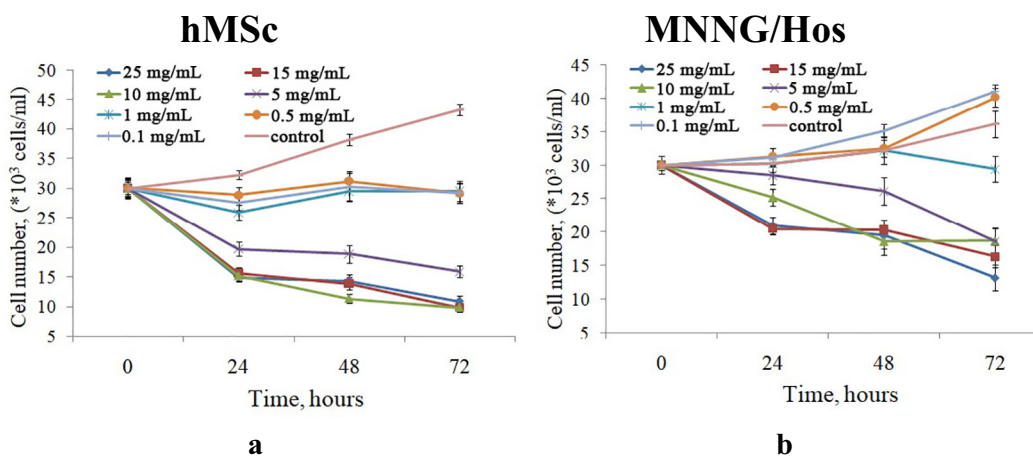 hMSc
50
45
40
35
30
25
20
15
10
5
Cell number, (*10³ cells/ml)
25 mg/mL 15 mg/mL
10 mg/mL 5 mg/mL
1 mg/mL 0.5 mg/mL
0.1 mg/mL control
0 24 48 72
Time, hours
a
MNNG/Hos
45
40
35
30
25
20
15
10
5
Cell number, (*10³ cells/ml)
25 mg/mL 15 mg/mL
10 mg/mL 5 mg/mL
1 mg/mL 0.5 mg/mL
0.1 mg/mL control
0 24 48 72
Time, hours
b